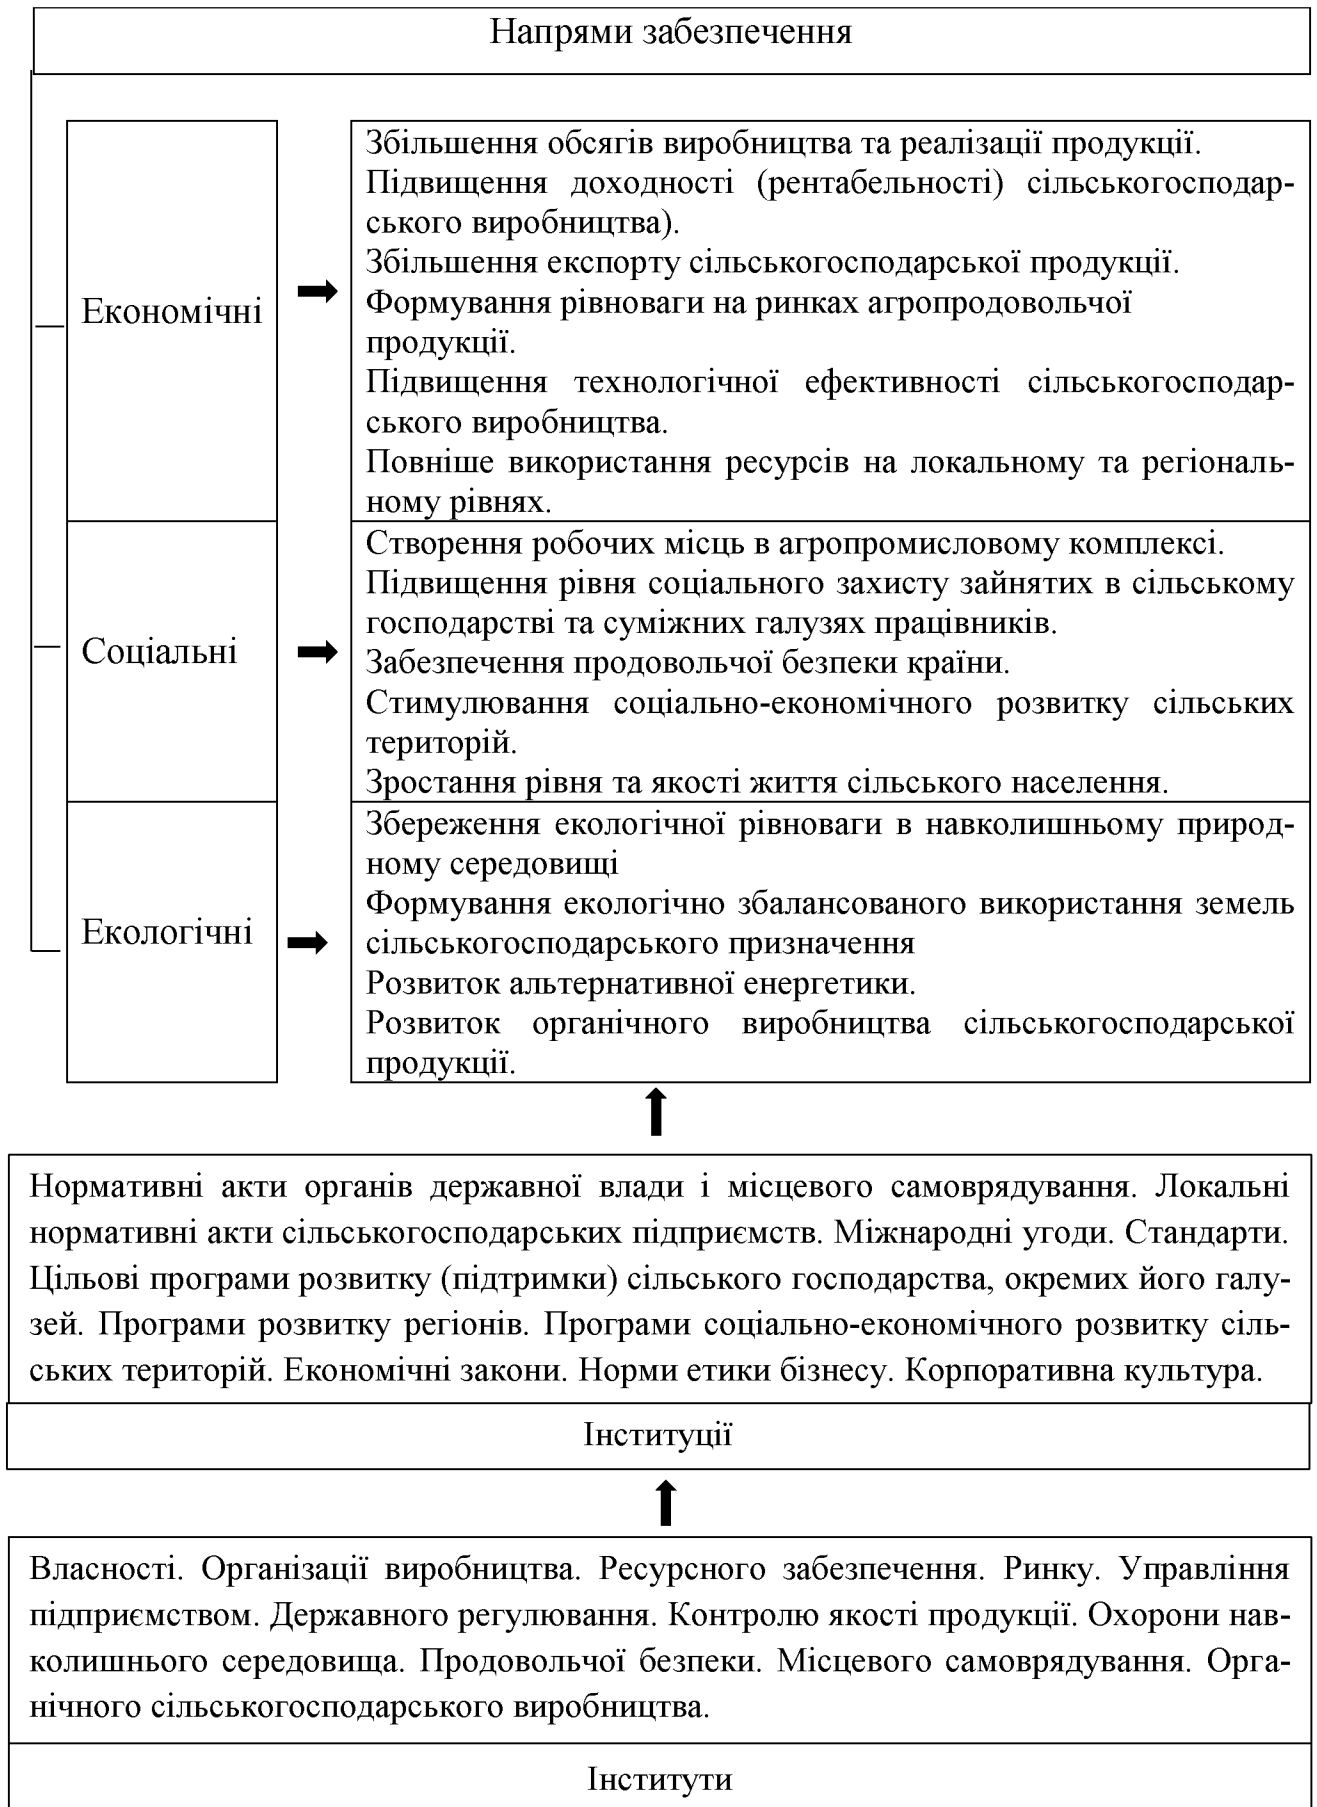 Напрями забезпечення
Економічні
Збільшення обсягів виробництва та реалізації продукції.
Підвищення доходності (рентабельності) сільськогосподар-
ського виробництва).
Збільшення експорту сільськогосподарської продукції.
Формування рівноваги на ринках агропродовольчої
продукції.
Підвищення технологічної ефективності сільськогосподар-
ського виробництва.
Повніше використання ресурсів на локальному та регіональ-
ному рівнях.
Соціальні
Створення робочих місць в агропромисловому комплексі.
Підвищення рівня соціального захисту зайнятих в сільському
господарстві та суміжних галузях працівників.
Забезпечення продовольчої безпеки країни.
Стимулювання соціально-економічного розвитку сільських
територій.
Зростання рівня та якості життя сільського населення.
Екологічні
Збереження екологічної рівноваги в навколишньому природ-
ному середовищі
Формування екологічно збалансованого використання земель
сільськогосподарського призначення
Розвиток альтернативної енергетики.
Розвиток органічного виробництва сільськогосподарської
продукції.
Нормативні акти органів державної влади і місцевого самоврядування. Локальні
нормативні акти сільськогосподарських підприємств. Міжнародні угоди. Стандарти.
Цільові програми розвитку (підтримки) сільського господарства, окремих його галу-
зей. Програми розвитку регіонів. Програми соціально-економічного розвитку сіль-
ських територій. Економічні закони. Норми етики бізнесу. Корпоративна культура.
Інституції
Власності. Організації виробництва. Ресурсного забезпечення. Ринку. Управління
підприємством. Державного регулювання. Контролю якості продукції. Охорони нав-
колишнього середовища. Продовольчої безпеки. Місцевого самоврядування. Орга-
нічного сільськогосподарського виробництва.
Інститути